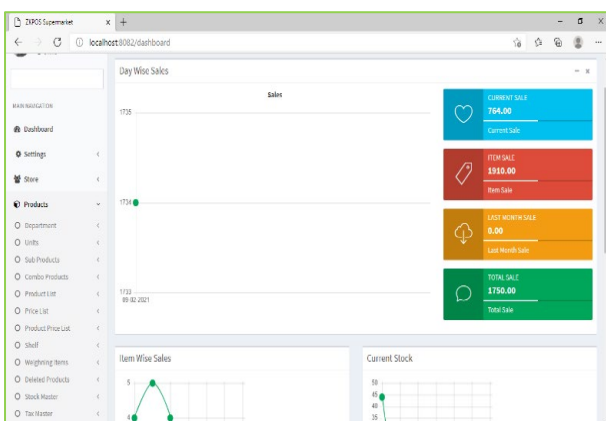 ZKPOS Supermarket
localhost:8082/dashboard
MAIN NAVIGATION
Dashboard
Settings
Store
Products
Department
Units
Sub Products
Combo Products
Product List
Price List
Product Price List
Shelf
Weighning Items
Deleted Products
Stock Master
Tax Master
Day Wise Sales
Sales
1735
1734
1733
09-02-2021
CURRENT SALE
764.00
Current Sale
ITEM SALE
1910.00
Item Sale
LAST MONTH SALE
0.00
Last Month Sale
TOTAL SALE
1750.00
Total Sale
Item Wise Sales
5
4
Current Stock
50
45
40
35